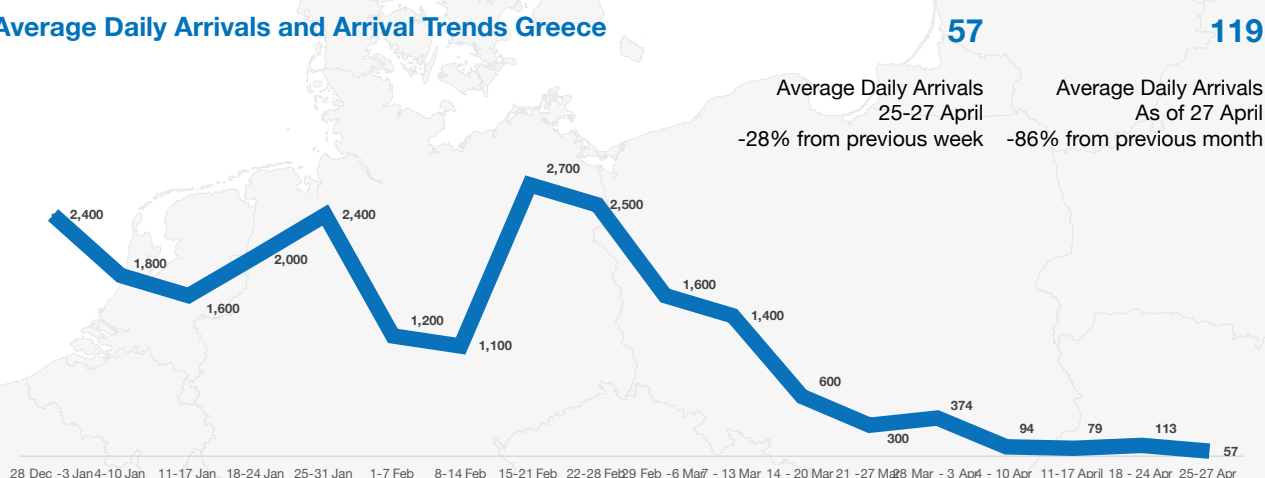 Average Daily Arrivals and Arrival Trends Greece
57
Average Daily Arrivals
25-27 April
-28% from previous week
119
Average Daily Arrivals
As of 27 April
-86% from previous month
2,400
1,800
1,600
2,000
2,400
1,200
1,100
2,700
2,500
1,600
1,400
600
300
374
94
79
113
57
28 Dec -3 Jan
4-10 Jan
11-17 Jan
18-24 Jan
25-31 Jan
1-7 Feb
8-14 Feb
15-21 Feb
22-28 Feb
29 Feb -6 Mar
7 - 13 Mar
14 - 20 Mar
21 -27 Mar
28 Mar - 3 Apr
4 - 10 Apr
11-17 April
18 - 24 Apr
25-27 Apr